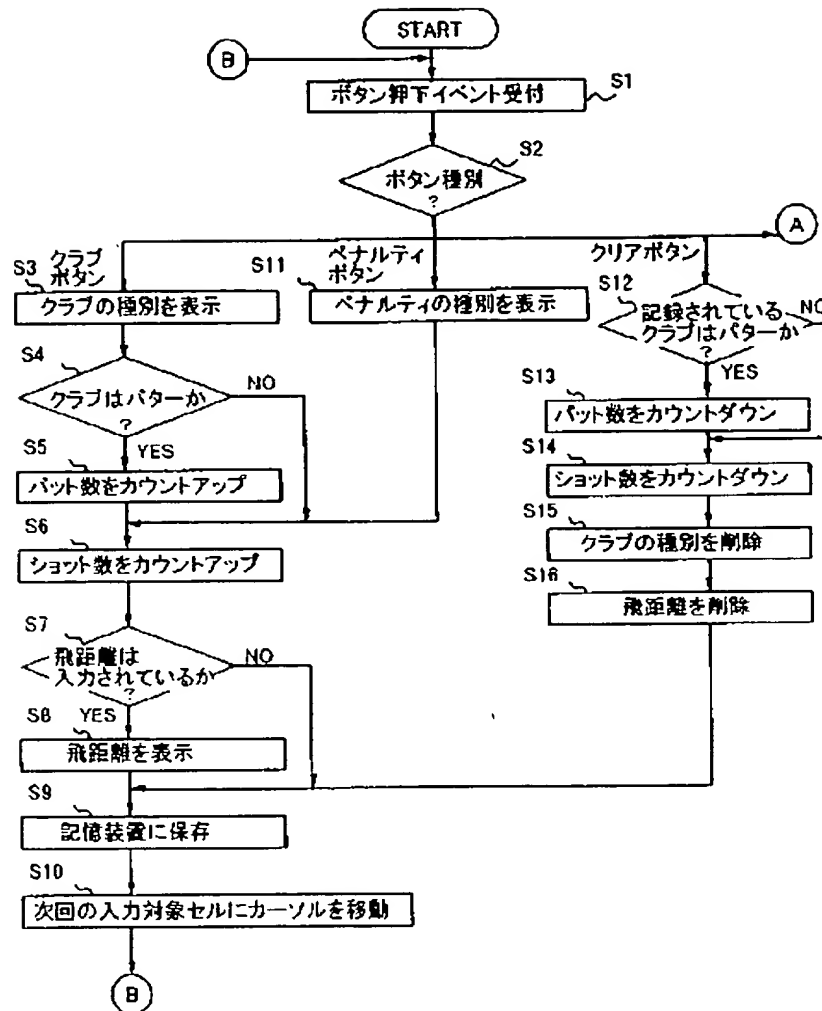 START
B
ボタン押下イベント受付
S1
S2
ボタン種別
?
A
S3
クラブ
ボタン
クラブの種別を表示
S11
ペナルティ
ボタン
ペナルティの種別を表示
クリアボタン
S12
記録されている
クラブはパターか
?
NO
YES
S4
クラブはパターか
?
NO
YES
S5
パット数をカウントアップ
S6
ショット数をカウントアップ
S7
飛距離は
入力されているか
?
NO
S8
YES
飛距離を表示
S9
記憶装置に保存
S10
次回の入力対象セルにカーソルを移動
B
S13
パット数をカウントダウン
S14
ショット数をカウントダウン
S15
クラブの種別を削除
S16
飛距離を削除